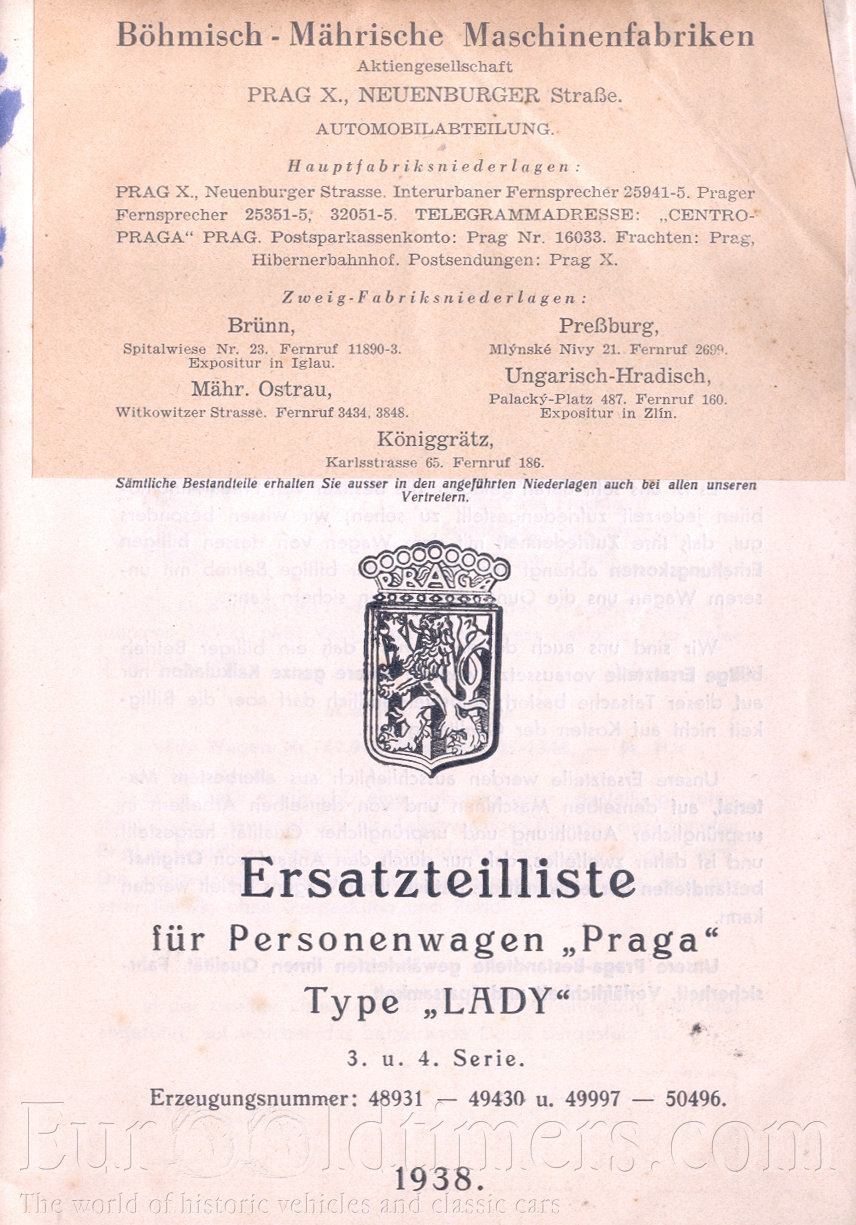 Böhmisch - Mährische Maschinenfabriken
Aktiengesellschaft
PRAG X., NEUENBURGER Straße.
AUTOMOBILABTEILUNG.
Hauptfabriksniederlagen:
PRAG X., Neuenburger Strasse. Interurbaner Fernsprecher 25941-5. Prager
Fernsprecher 25351-5, 32051-5. TELEGRAMMADRESSE: „CENTRO-
PRAGA“ PRAG. Postsparkassenkonto: Prag Nr. 16033. Frachten: Prag,
Hibernerbahnhof. Postsendungen: Prag X.
Zweig-Fabriksniederlagen:
Brünn,
Spitalwiese Nr. 23. Fernruf 11890-3.
Expositur in Iglau.
Mähr. Ostrau,
Witkowitzer Strasse. Fernruf 3434, 3848.
Preßburg,
Mlýnské Nivy 21. Fernruf 2699.
Ungarisch-Hradisch,
Palacký-Platz 487. Fernruf 160.
Expositur in Zlín.
Königgrätz,
Karlsstrasse 65. Fernruf 186.
Sämtliche Bestandteile erhalten Sie ausser in den angeführten Niederlagen auch bei allen unseren
Vertretern.
PRAGA
Ersatzteilliste
für Personenwagen „Praga“
Type „LADY“
3. u. 4. Serie.
Erzeugungsnummer: 48931 — 49430 u. 49997 — 50496.
1938.
EurOOldtimers.com
The world of historic vehicles and classic cars